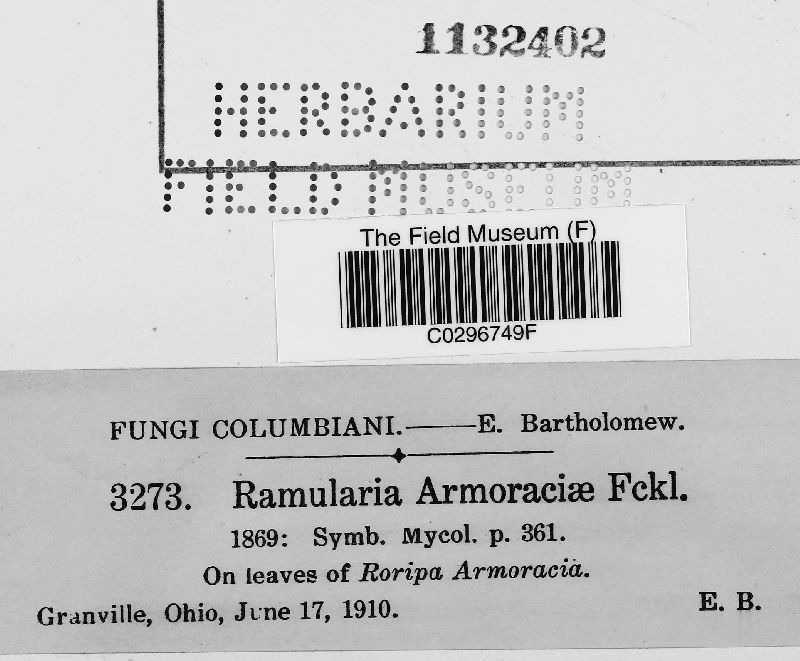 1132402
HERBARIUM
FIELD MUSEUM
The Field Museum (F)
C0296749F
FUNGI COLUMBIANI.——E. Bartholomew.
3273. Ramularia Armoraciæ Fckl.
1869: Symb. Mycol. p. 361.
On leaves of Roripa Armoracia.
Granville, Ohio, June 17, 1910. E. B.